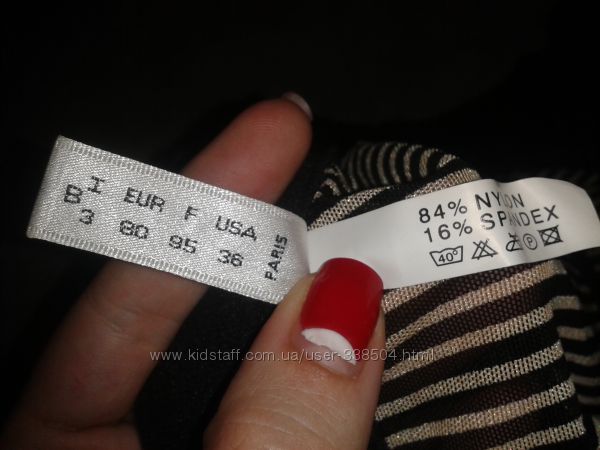 B I EUR F USA
3 80 95 36
PARIS
84% NYLON
16% SPANDEX
40°
P
www.kidstaff.com.ua/user-338504.html